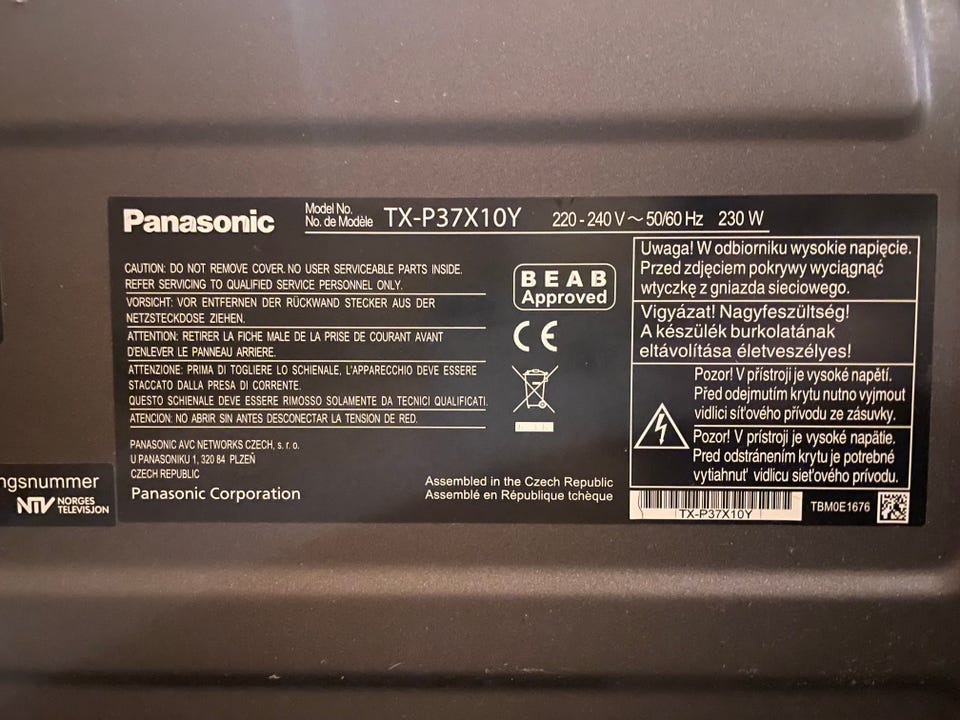 Panasonic
Model No.
No. de Modèle
TX-P37X10Y 220 - 240 V ~ 50/60 Hz 230 W
CAUTION: DO NOT REMOVE COVER. NO USER SERVICEABLE PARTS INSIDE.
REFER SERVICING TO QUALIFIED SERVICE PERSONNEL ONLY.
VORSICHT: VOR ENTFERNEN DER RÜCKWAND STECKER AUS DER
NETZSTECKDOSE ZIEHEN.
ATTENTION: RETIRER LA FICHE MALE DE LA PRISE DE COURANT AVANT
D'ENLEVER LE PANNEAU ARRIERE.
ATTENZIONE: PRIMA DI TOGLIERE LO SCHIENALE, L'APPARECCHIO DEVE ESSERE
STACCATO DALLA PRESA DI CORRENTE.
QUESTO SCHIENALE DEVE ESSERE RIMOSSO SOLAMENTE DA TECNICI QUALIFICATI.
ATENCION: NO ABRIR SIN ANTES DESCONECTAR LA TENSION DE RED.
PANASONIC AVC NETWORKS CZECH, s. r. o.
U PANASONIKU 1, 320 84 PLZEŇ
CZECH REPUBLIC
Panasonic Corporation
BEAB
Approved
CE
Assembled in the Czech Republic
Assemblé en République tchèque
Uwaga! W odbiorniku wysokie napięcie.
Przed zdjęciem pokrywy wyciągnąć
wtyczkę z gniazda sieciowego.
Vigyázat! Nagyfeszültség!
A készülék burkolatának
eltávolítása életveszélyes!
Pozor! V přístroji je vysoké napětí.
Před odejmutím krytu nutno vyjmout
vidlici síťového přívodu ze zásuvky.
Pozor! V prístroji je vysoké napätie.
Pred odstránením krytu je potrebné
vytiahnuť vidlicu sieťového prívodu.
TX-P37X10Y
TBM0E1676
ngsnummer
NTV NORGES
TELEVISJON